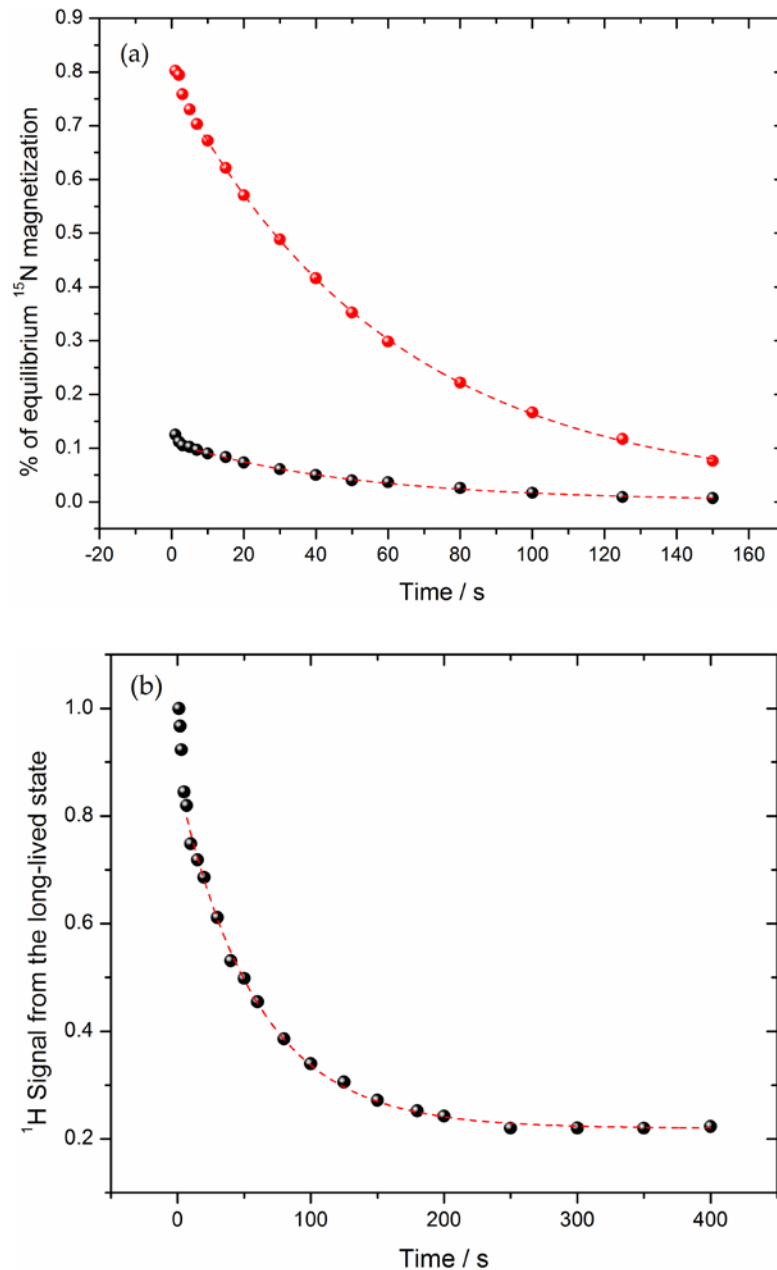 (a)
% of equilibrium ¹⁵N magnetization
0.9
0.8
0.7
0.6
0.5
0.4
0.3
0.2
0.1
0.0
-20 0 20 40 60 80 100 120 140 160
Time / s
(b)
¹H Signal from the long-lived state
1.0
0.8
0.6
0.4
0.2
0 100 200 300 400
Time / s